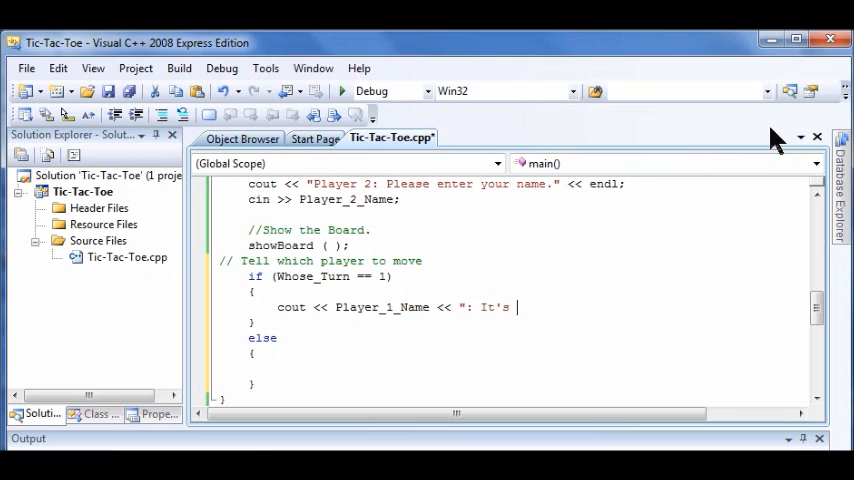 Tic-Tac-Toe - Visual C++ 2008 Express Edition
File Edit View Project Build Debug Tools Window Help
Debug Win32
Solution Explorer - Solut...
Object Browser Start Page Tic-Tac-Toe.cpp*
(Global Scope) main()
Solution 'Tic-Tac-Toe' (1 proje
Tic-Tac-Toe
Header Files
Resource Files
Source Files
Tic-Tac-Toe.cpp
cout << "Player 2: Please enter your name." << endl;
cin >> Player_2_Name;
//Show the Board.
showBoard ( );
// Tell which player to move
if (Whose_Turn == 1)
{
cout << Player_1_Name << ": It's
}
else
{
}
}
Database Explorer
Soluti... Class ... Prope...
Output